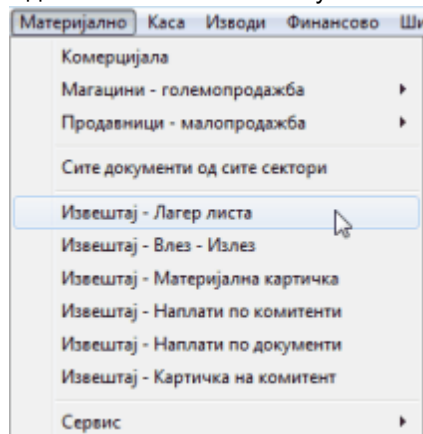 Материјално Каса Изводи Финансово
Комерцијала
Магацини - големопродажба
Продавници - малопродажба
Сите документи од сите сектори
Извештај - Лагер листа
Извештај - Влез - Излез
Извештај - Материјална картичка
Извештај - Наплати по комитенти
Извештај - Наплати по документи
Извештај - Картичка на комитент
Сервис